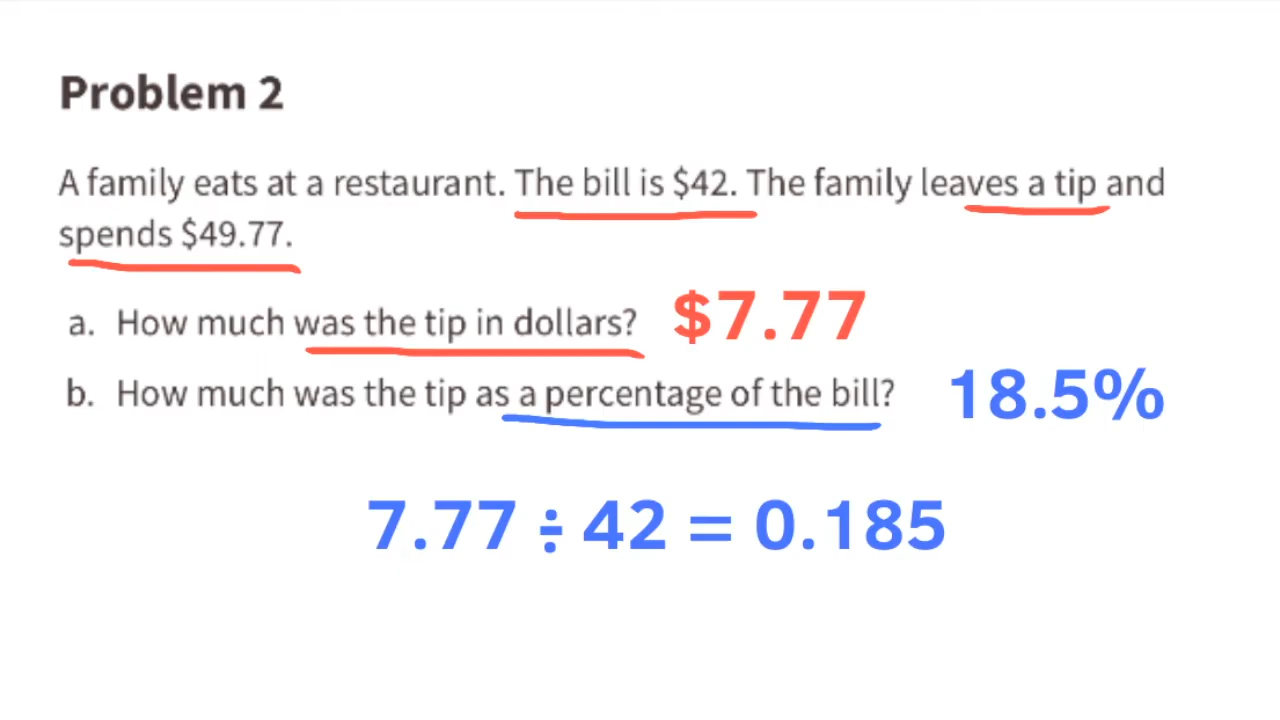 Problem 2
A family eats at a restaurant. The bill is $42. The family leaves a tip and
spends $49.77.
a. How much was the tip in dollars? $7.77
b. How much was the tip as a percentage of the bill? 18.5%
7.77 ÷ 42 = 0.185